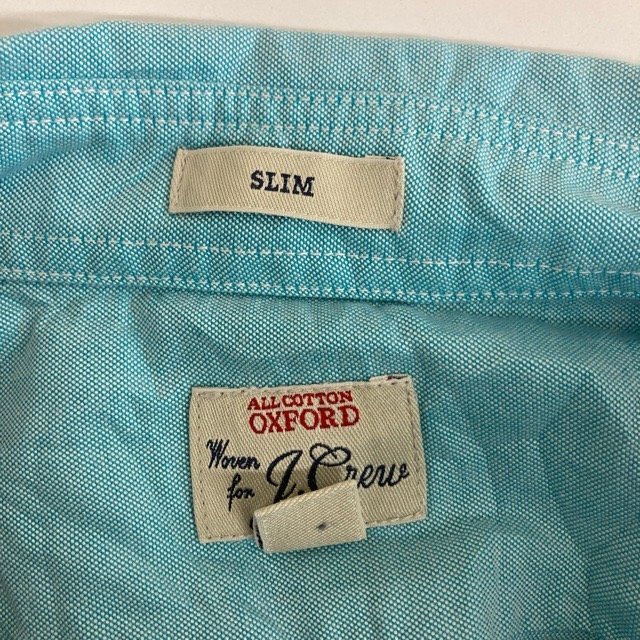 SLIM
ALL COTTON
OXFORD
Woven
for J.Crew